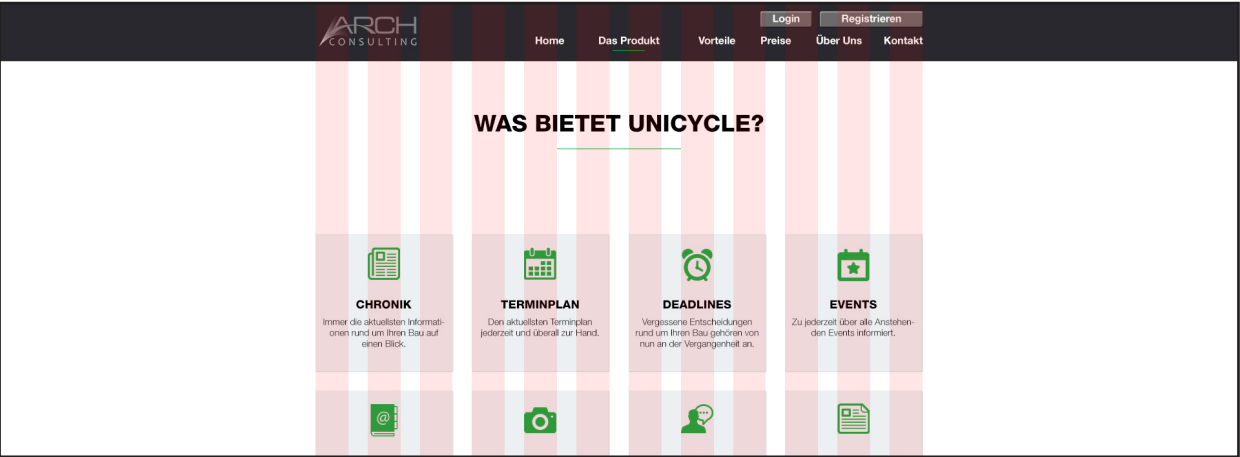 ARCH
CONSULTING
Login
Registrieren
Home
Das Produkt
Vorteile
Preise
Über Uns
Kontakt
WAS BIETET UNICYCLE?
CHRONIK
Immer die aktuellsten Informati-
onen rund um Ihren Bau auf
einen Blick.
TERMINPLAN
Den aktuellsten Terminplan
jederzeit und überall zur Hand.
DEADLINES
Vergessene Entscheidungen
rund um Ihren Bau gehören von
nun an der Vergangenheit an.
EVENTS
Zu jederzeit über alle Anstehen-
den Events informiert.
@